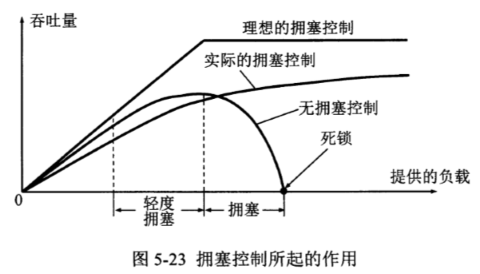 吞吐量
理想的拥塞控制
实际的拥塞控制
无拥塞控制
死锁
提供的负载
0
轻度
拥塞
拥塞
图 5-23 拥塞控制所起的作用